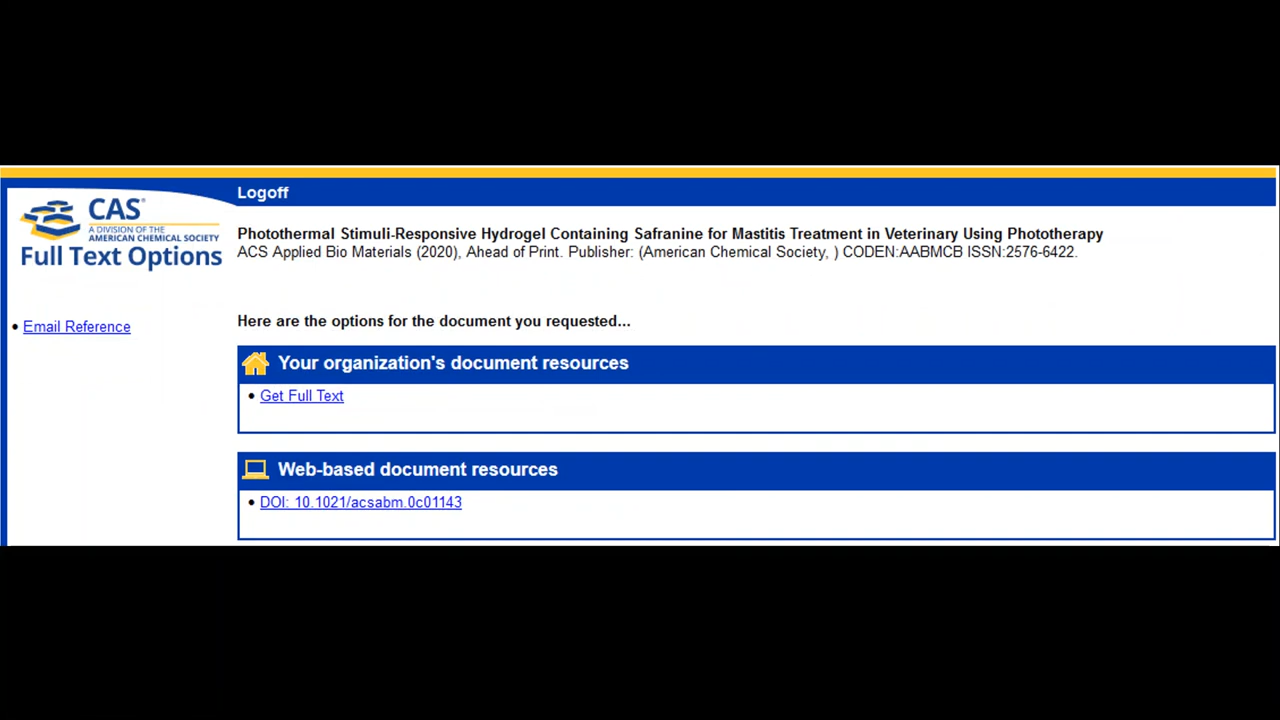 Logoff
CAS®
A DIVISION OF THE
AMERICAN CHEMICAL SOCIETY
Full Text Options
Photothermal Stimuli-Responsive Hydrogel Containing Safranine for Mastitis Treatment in Veterinary Using Phototherapy
ACS Applied Bio Materials (2020), Ahead of Print. Publisher: (American Chemical Society, ) CODEN:AABMCB ISSN:2576-6422.
• Email Reference
Here are the options for the document you requested...
Your organization's document resources
• Get Full Text
Web-based document resources
• DOI: 10.1021/acsabm.0c01143